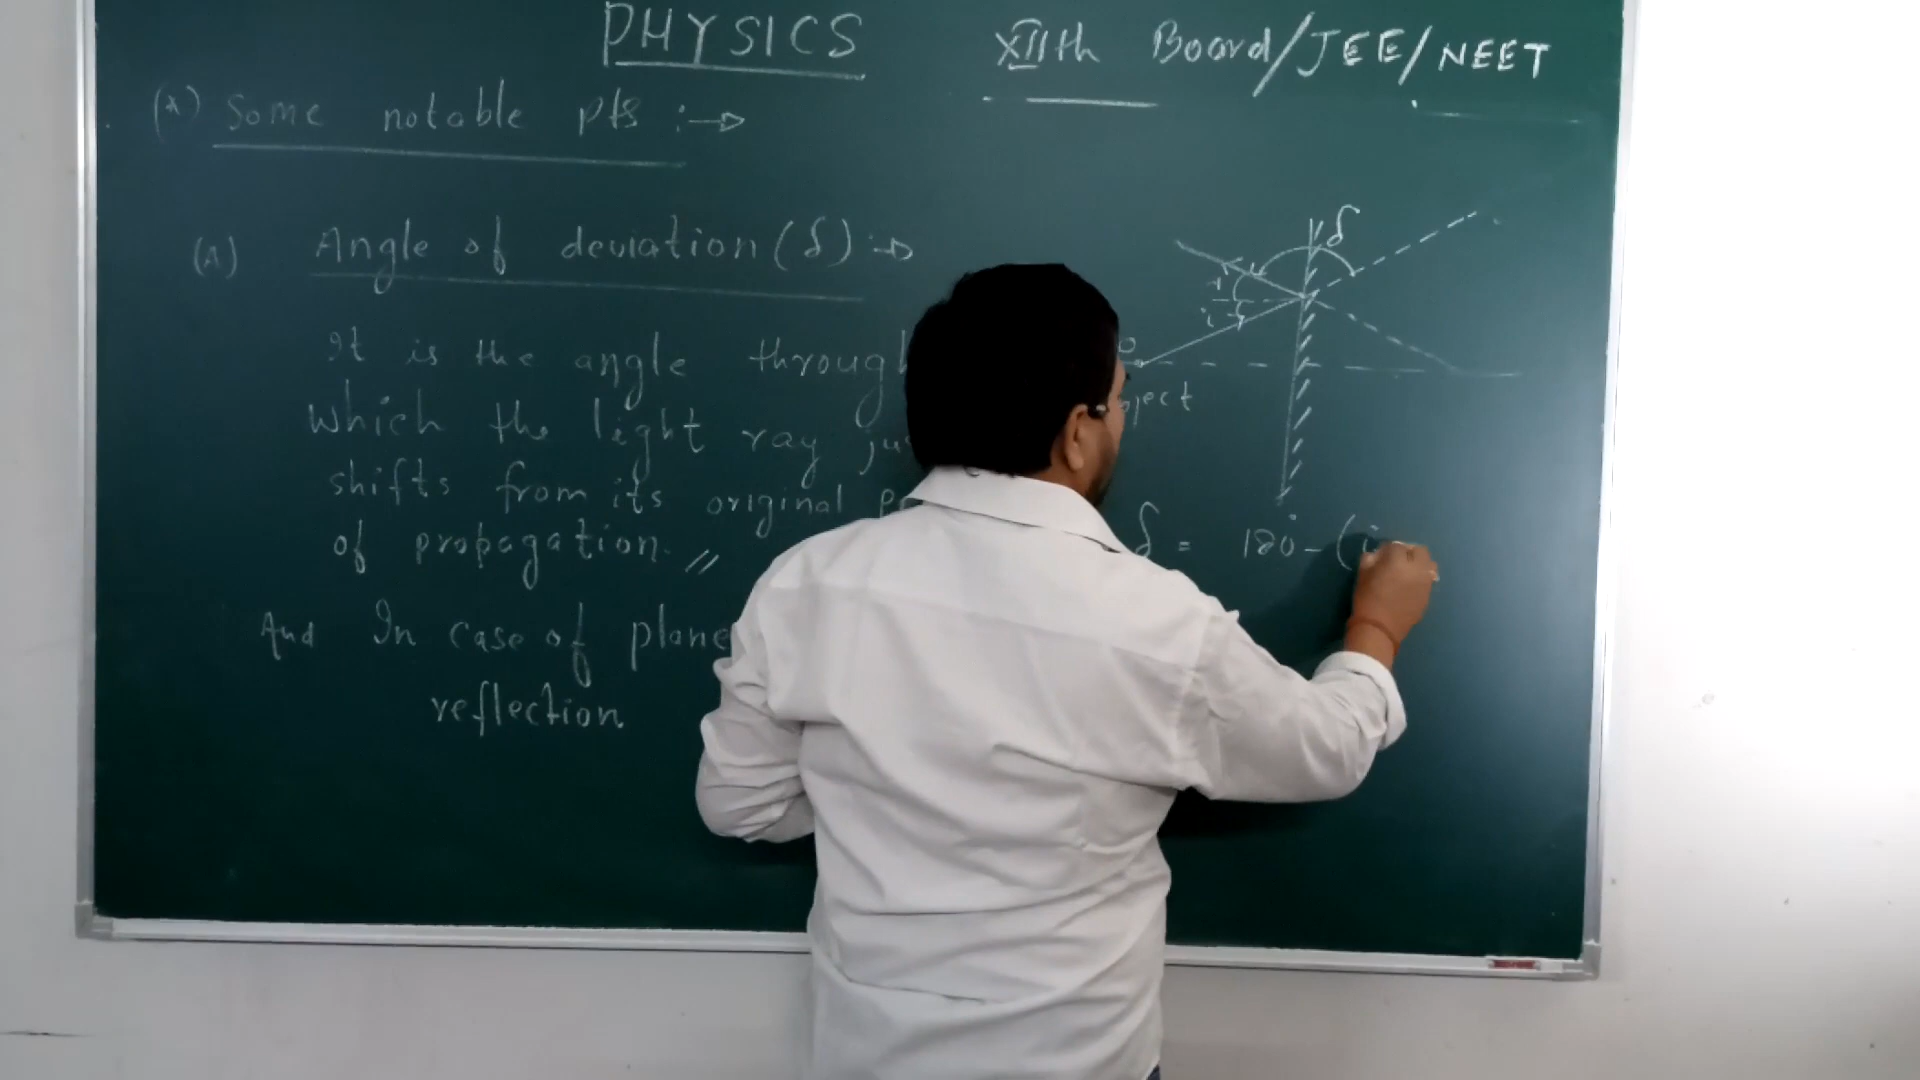 PHYSICS
XIIth Board/JEE/NEET
(*) Some notable pts :→
(A) Angle of deviation (δ) :→
It is the angle through
which the light ray
shifts from its original
of propagation. //
And In case of plane
reflection
δ
i
O
δ = 180° - (i